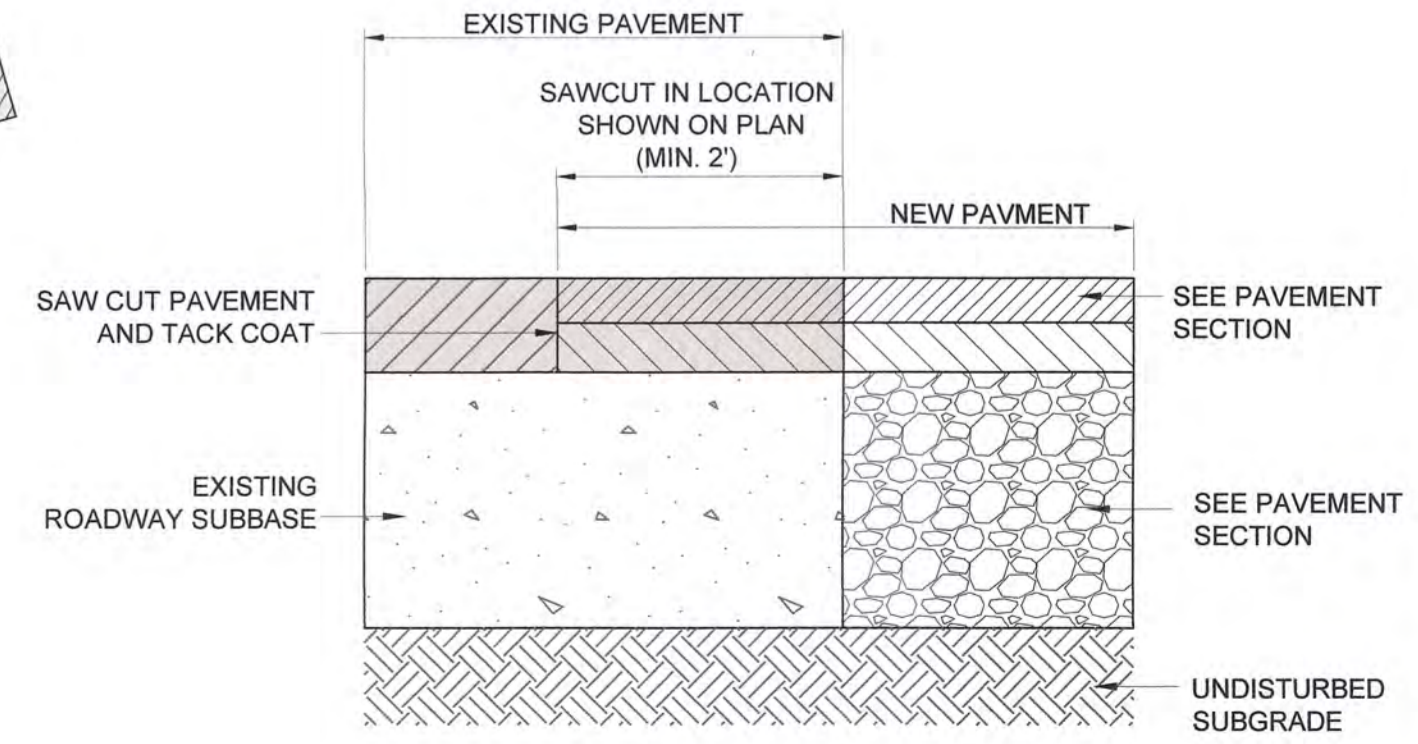 EXISTING PAVEMENT
SAWCUT IN LOCATION
SHOWN ON PLAN
(MIN. 2')
NEW PAVMENT
SAW CUT PAVEMENT
AND TACK COAT
SEE PAVEMENT
SECTION
EXISTING
ROADWAY SUBBASE
SEE PAVEMENT
SECTION
UNDISTURBED
SUBGRADE